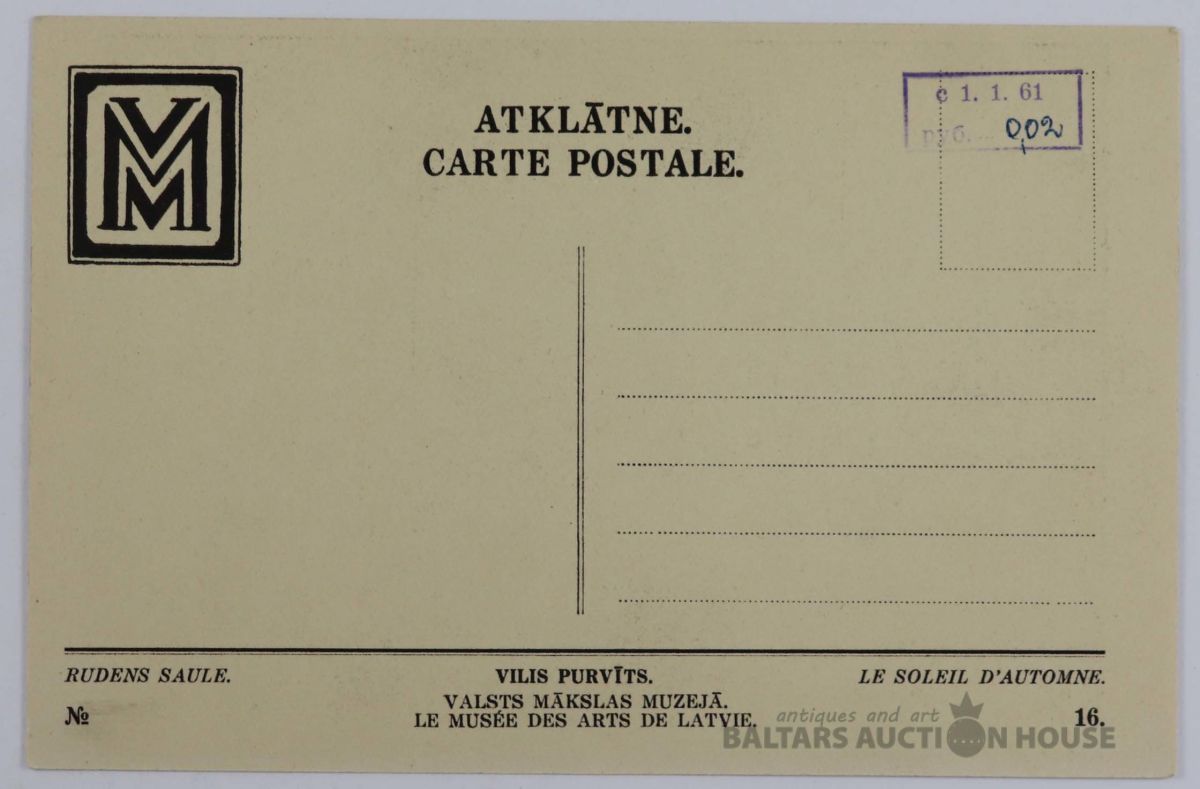 VMM
ATKLĀTNE.
CARTE POSTALE.
с 1. 1. 61
руб. 0,02
RUDENS SAULE.
VILIS PURVĪTS.
LE SOLEIL D'AUTOMNE.
VALSTS MĀKSLAS MUZEJĀ.
LE MUSÉE DES ARTS DE LATVIE.
№
16.
antiques and art
BALTARS AUCTION HOUSE